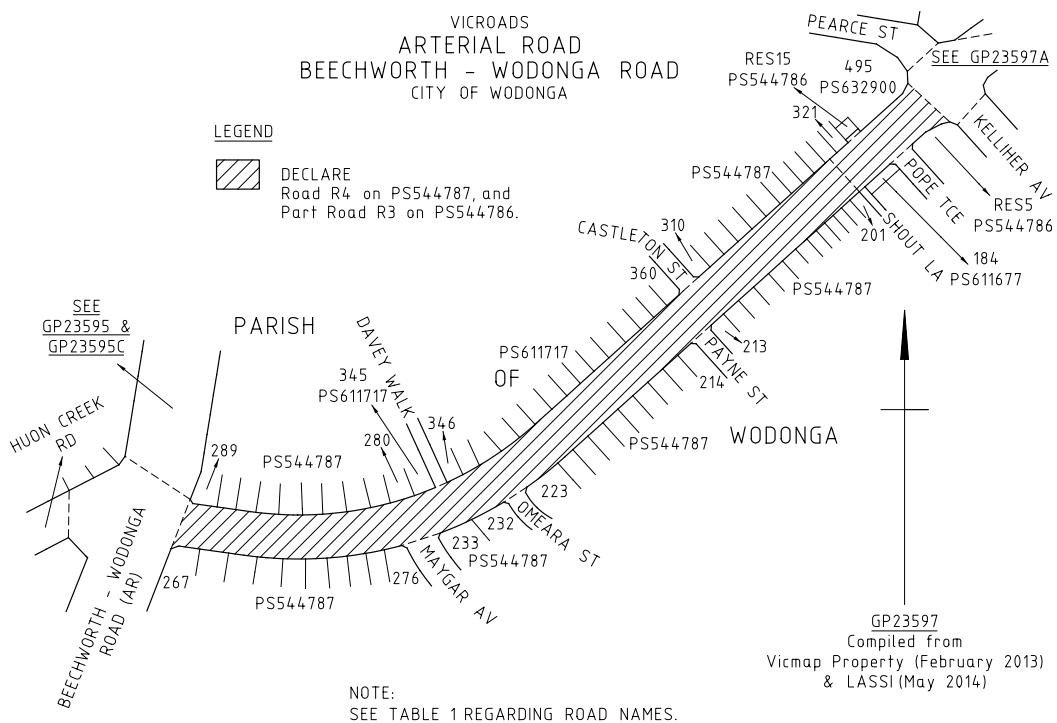 VICROADS
ARTERIAL ROAD
BEECHWORTH - WODONGA ROAD
CITY OF WODONGA
LEGEND
DECLARE
Road R4 on PS544787, and
Part Road R3 on PS544786.
PEARCE ST
SEE GP23597A
RES15
PS544786
495
PS632900
321
KELLIHER AV
PS544787
POPE TCE
RES5
PS544786
SHOUT LA
201
184
PS611677
CASTLETON ST
310
360
PS544787
SEE
GP23595 &
GP23595C
PARISH
DAVEY WALK
345
PS611717
PS611717
OF
213
PAYNE ST
214
WODONGA
HUON CREEK
RD
289
PS544787
280
346
PS544787
223
OMEARA ST
232
233
PS544787
MAYGAR AV
276
267
PS544787
BEECHWORTH - WODONGA
ROAD (AR)
GP23597
Compiled from
Vicmap Property (February 2013)
& LASSI (May 2014)
NOTE:
SEE TABLE 1 REGARDING ROAD NAMES.